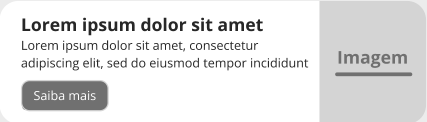 Lorem ipsum dolor sit amet
Lorem ipsum dolor sit amet, consectetur
adipiscing elit, sed do eiusmod tempor incididunt
Saiba mais
Imagem